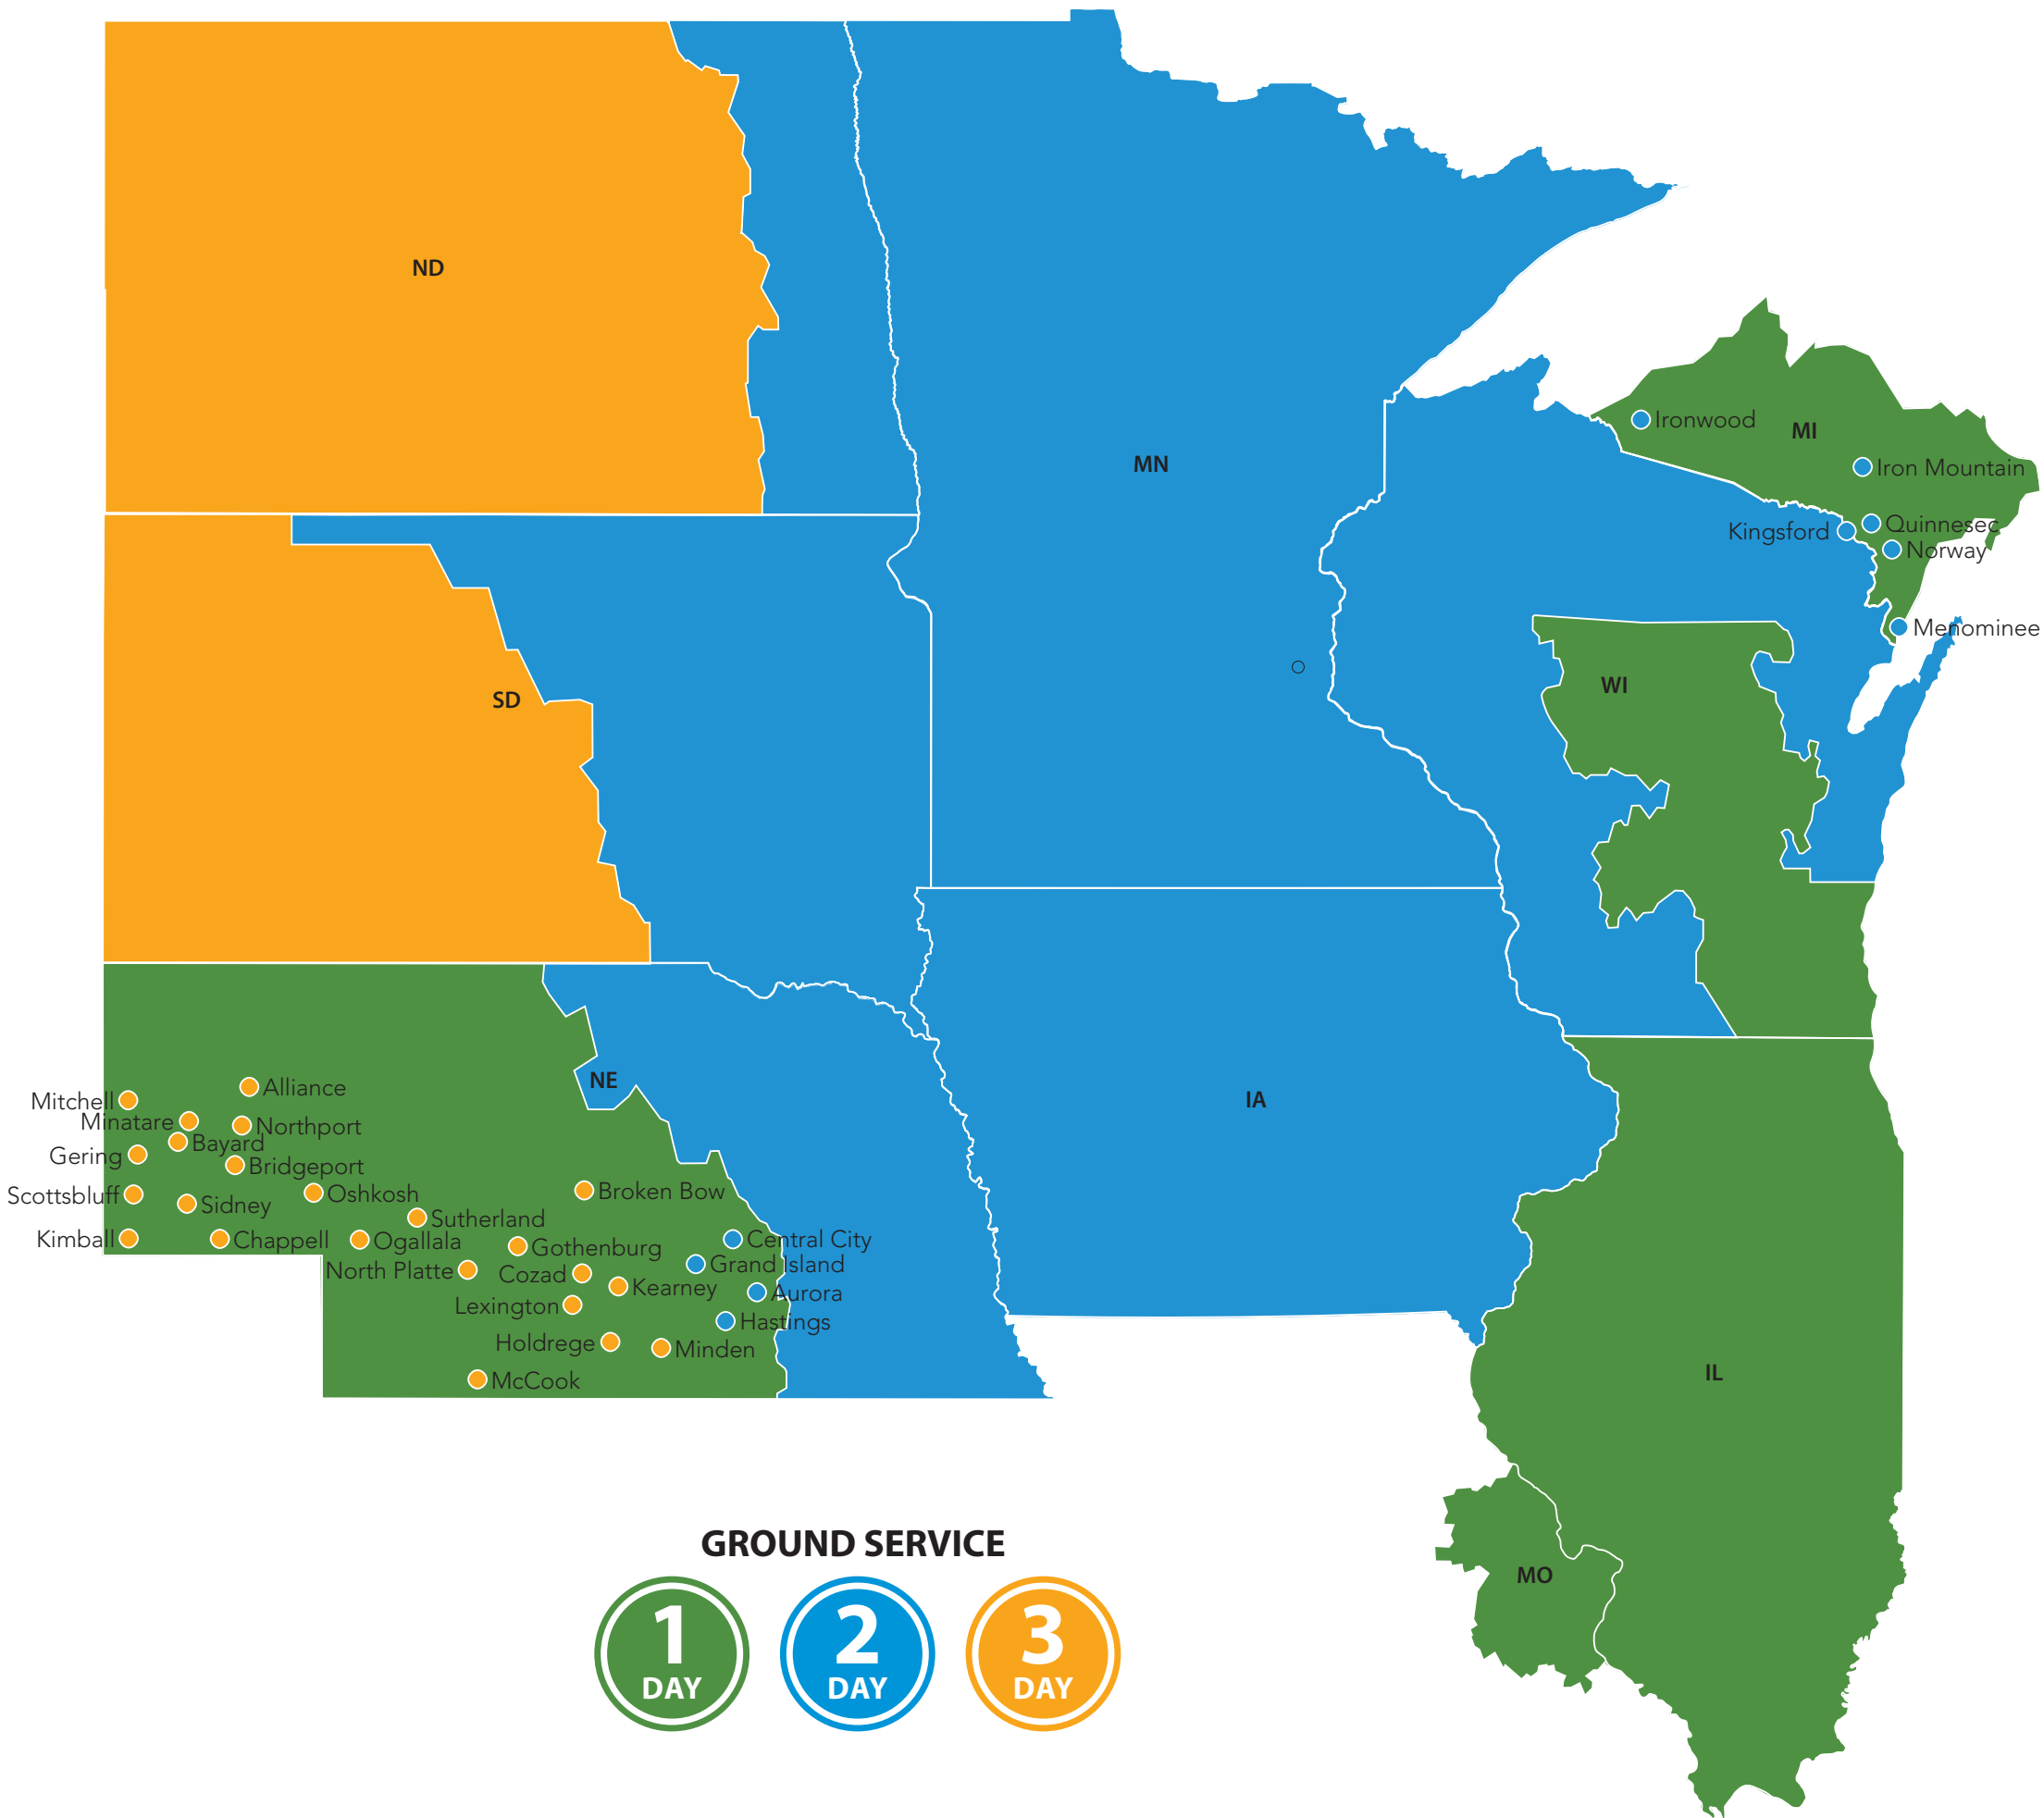 ND
MN
MI
Ironwood
Iron Mountain
Quinnesec
Kingsford
Norway
Menominee
WI
SD
NE
IA
Alliance
Mitchell
Minatare
Northport
Bayard
Gering
Bridgeport
Scottsbluff
Sidney
Oshkosh
Broken Bow
Sutherland
Kimball
Chappell
Ogallala
Gothenburg
Central City
Grand Island
North Platte
Cozad
Kearney
Aurora
Lexington
Hastings
Holdrege
Minden
McCook
IL
MO
GROUND SERVICE
1
DAY
2
DAY
3
DAY